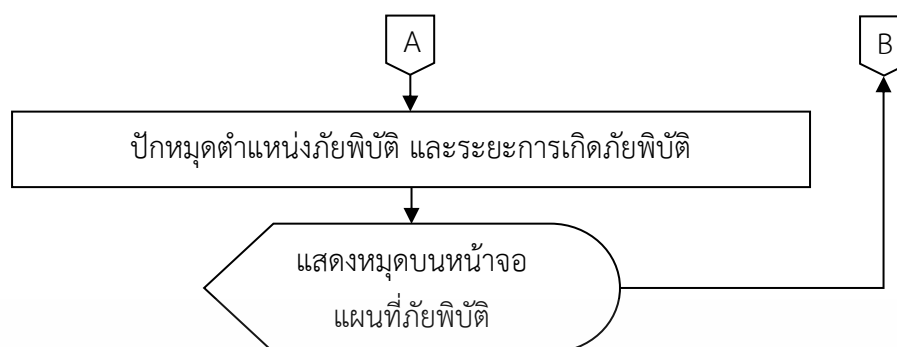 A
B
ปักหมุดตำแหน่งภัยพิบัติ และระยะการเกิดภัยพิบัติ
แสดงหมุดบนหน้าจอ
แผนที่ภัยพิบัติ